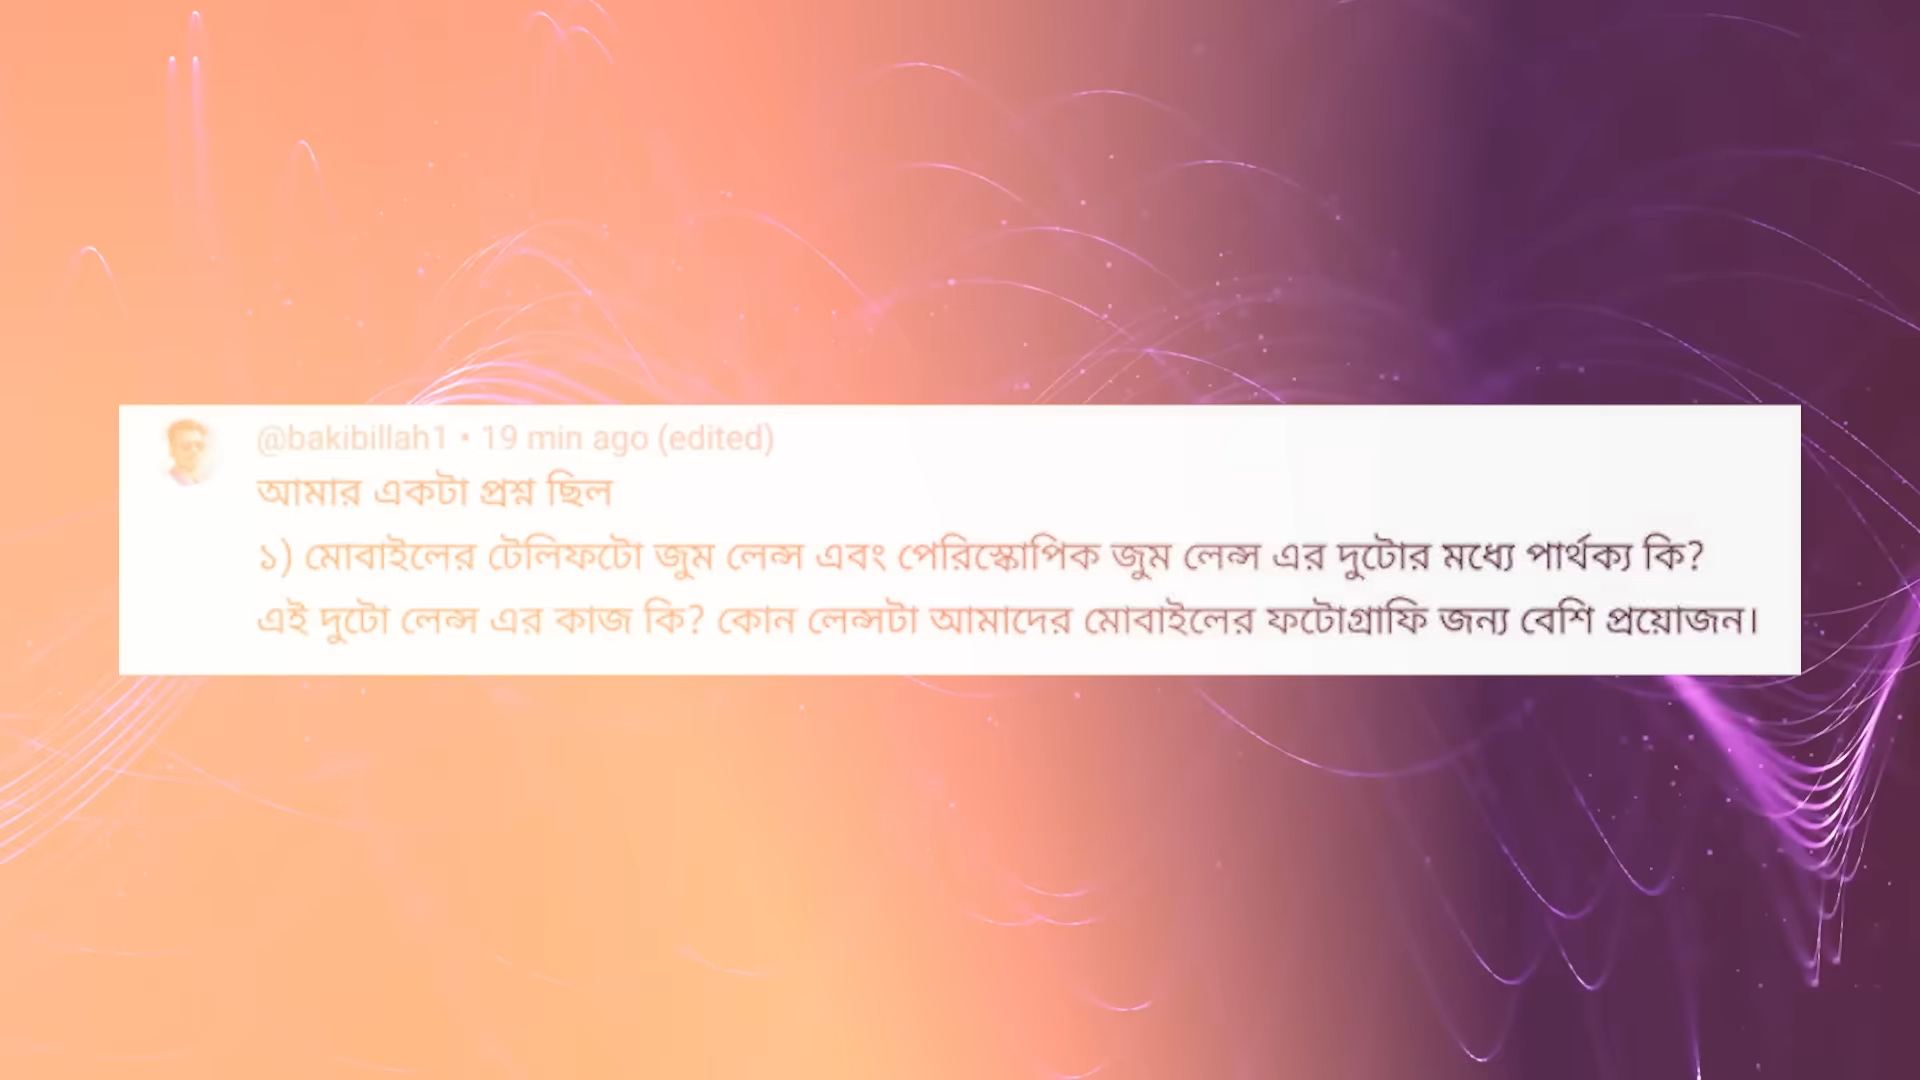 @bakibillah1 • 19 min ago (edited)
আমার একটা প্রশ্ন ছিল
১) মোবাইলের টেলিফটো জুম লেন্স এবং পেরিস্কোপিক জুম লেন্স এর দুটোর মধ্যে পার্থক্য কি?
এই দুটো লেন্স এর কাজ কি? কোন লেন্সটা আমাদের মোবাইলের ফটোগ্রাফি জন্য বেশি প্রয়োজন।